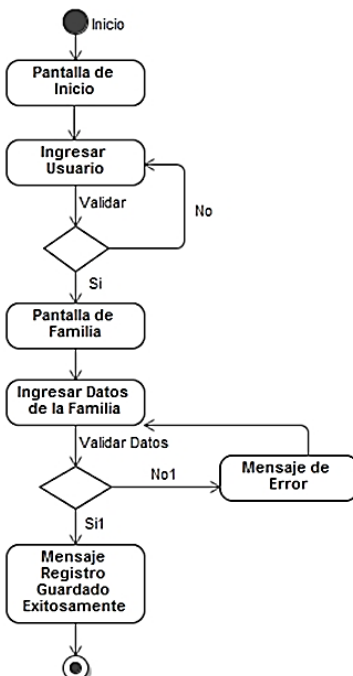 Inicio
Pantalla de
Inicio
Ingresar
Usuario
Validar
No
Si
Pantalla de
Familia
Ingresar Datos
de la Familia
Validar Datos
No1
Mensaje de
Error
Si1
Mensaje
Registro
Guardado
Exitosamente